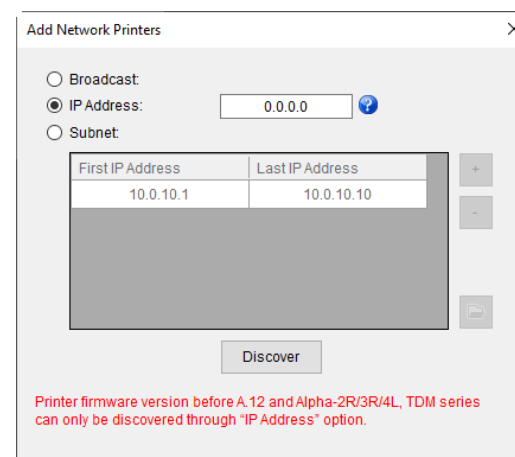 Add Network Printers
Broadcast:
IP Address: 0.0.0.0 ?
Subnet:
First IP Address Last IP Address +
10.0.10.1 10.0.10.10
-
Discover
Printer firmware version before A.12 and Alpha-2R/3R/4L, TDM series
can only be discovered through “IP Address” option.